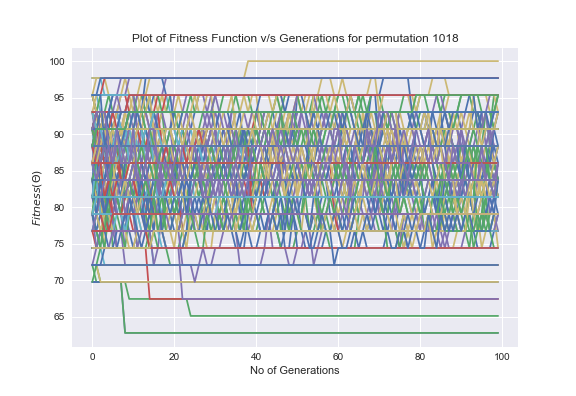 Plot of Fitness Function v/s Generations for permutation 1018
100
95
90
85
80
75
70
65
Fitness(Θ)
0 20 40 60 80 100
No of Generations